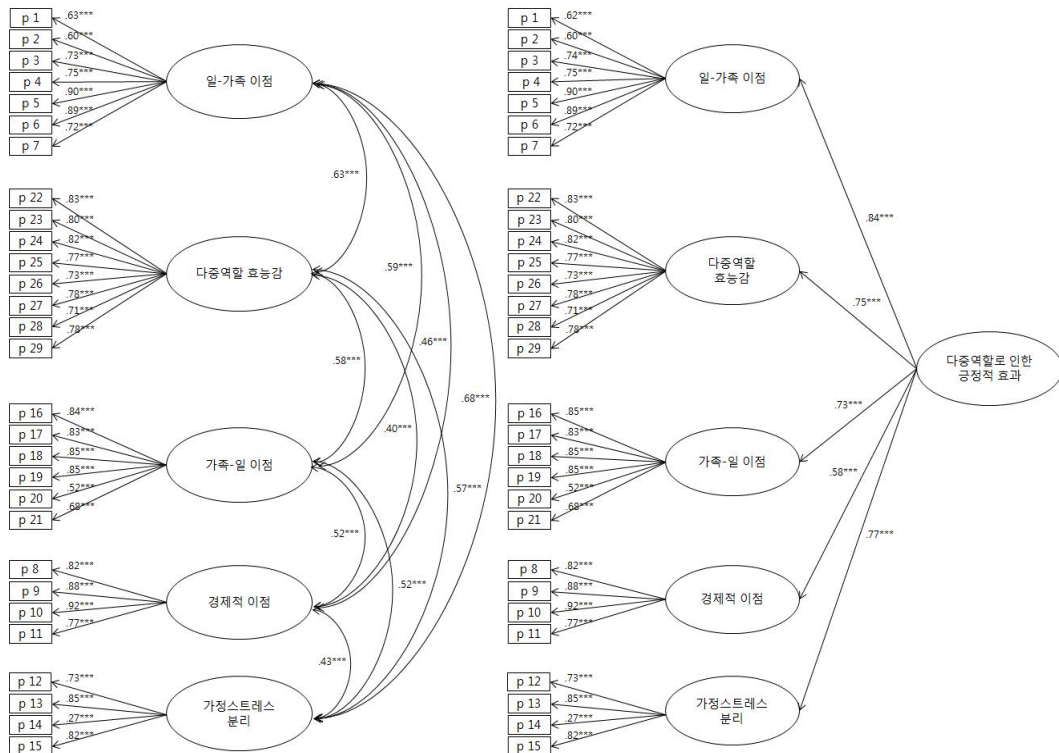 p 1
p 2
p 3
p 4
p 5
p 6
p 7
.63***
.60***
.73***
.75***
.90***
.89***
.72***
일-가족 이점
p 22
p 23
p 24
p 25
p 26
p 27
p 28
p 29
.83***
.80***
.82***
.77***
.73***
.78***
.71***
.78***
다중역할 효능감
p 16
p 17
p 18
p 19
p 20
p 21
.84***
.83***
.85***
.85***
.52***
.68***
가족-일 이점
p 8
p 9
p 10
p 11
.82***
.88***
.92***
.77***
경제적 이점
p 12
p 13
p 14
p 15
.73***
.85***
.27***
.82***
가정스트레스
분리
.63***
.59***
.46***
.68***
.58***
.40***
.57***
.52***
.52***
.43***
p 1
p 2
p 3
p 4
p 5
p 6
p 7
.62***
.60***
.74***
.75***
.90***
.89***
.72***
일-가족 이점
p 22
p 23
p 24
p 25
p 26
p 27
p 28
p 29
.83***
.80***
.82***
.77***
.73***
.78***
.71***
.78***
다중역할
효능감
p 16
p 17
p 18
p 19
p 20
p 21
.85***
.83***
.85***
.85***
.52***
.68***
가족-일 이점
p 8
p 9
p 10
p 11
.82***
.88***
.92***
.77***
경제적 이점
p 12
p 13
p 14
p 15
.73***
.85***
.27***
.82***
가정스트레스
분리
.84***
.75***
.73***
.58***
.77***
다중역할로 인한
긍정적 효과